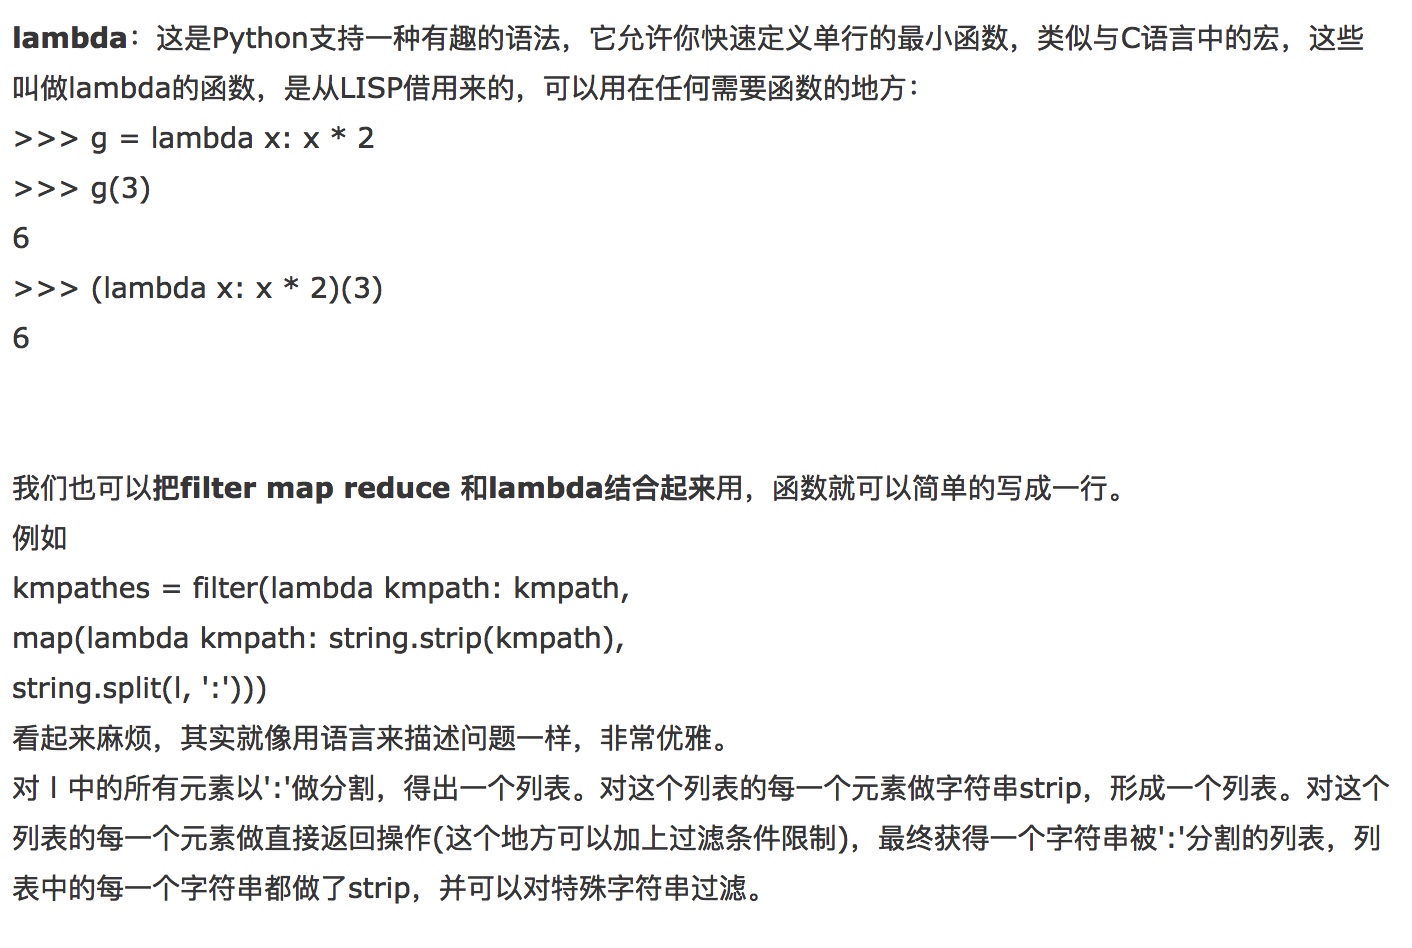 lambda：这是Python支持一种有趣的语法，它允许你快速定义单行的最小函数，类似与C语言中的宏，这些
叫做lambda的函数，是从LISP借用来的，可以用在任何需要函数的地方：
>>> g = lambda x: x * 2
>>> g(3)
6
>>> (lambda x: x * 2)(3)
6
我们也可以把filter map reduce 和lambda结合起来用，函数就可以简单的写成一行。
例如
kmpathes = filter(lambda kmpath: kmpath,
map(lambda kmpath: string.strip(kmpath),
string.split(l, ':')))
看起来麻烦，其实就像用语言来描述问题一样，非常优雅。
对 l 中的所有元素以':'做分割，得出一个列表。对这个列表的每一个元素做字符串strip，形成一个列表。对这个
列表的每一个元素做直接返回操作(这个地方可以加上过滤条件限制)，最终获得一个字符串被':'分割的列表，列
表中的每一个字符串都做了strip，并可以对特殊字符串过滤。